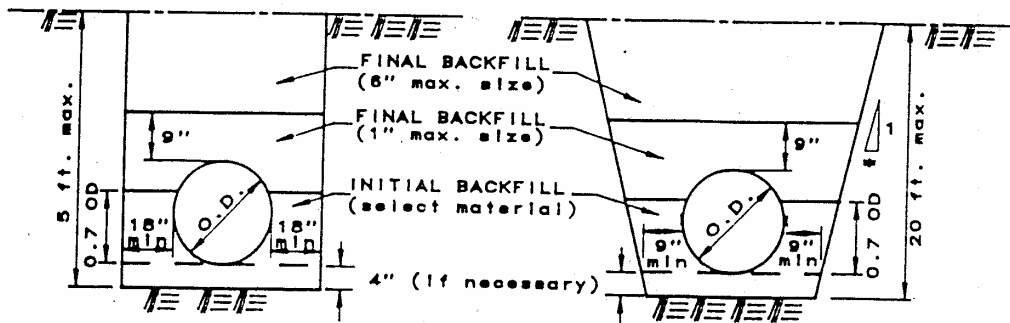 FINAL BACKFILL
(6" max. size)
FINAL BACKFILL
(1" max. size)
INITIAL BACKFILL
(select material)
4" (if necessary)
5 ft. max.
0.7 OD
9"
O.D.
18"
min
18"
min
9"
O.D.
9"
min
9"
min
0.7 OD
1
*
20 ft. max.